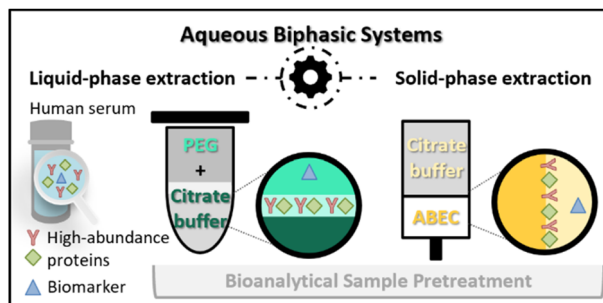 Aqueous Biphasic Systems
Liquid-phase extraction
Solid-phase extraction
Human serum
High-abundance
proteins
Biomarker
PEG
+
Citrate
buffer
Citrate
buffer
ABEC
Bioanalytical Sample Pretreatment